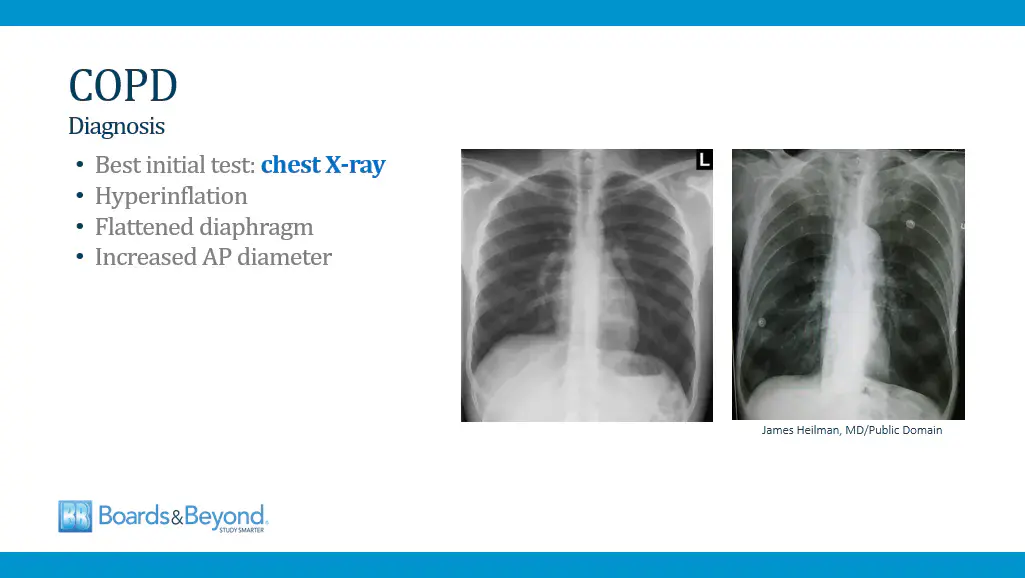 COPD
Diagnosis
• Best initial test: chest X-ray
• Hyperinflation
• Flattened diaphragm
• Increased AP diameter
L
James Heilman, MD/Public Domain
BB Boards&Beyond®
STUDY SMARTER